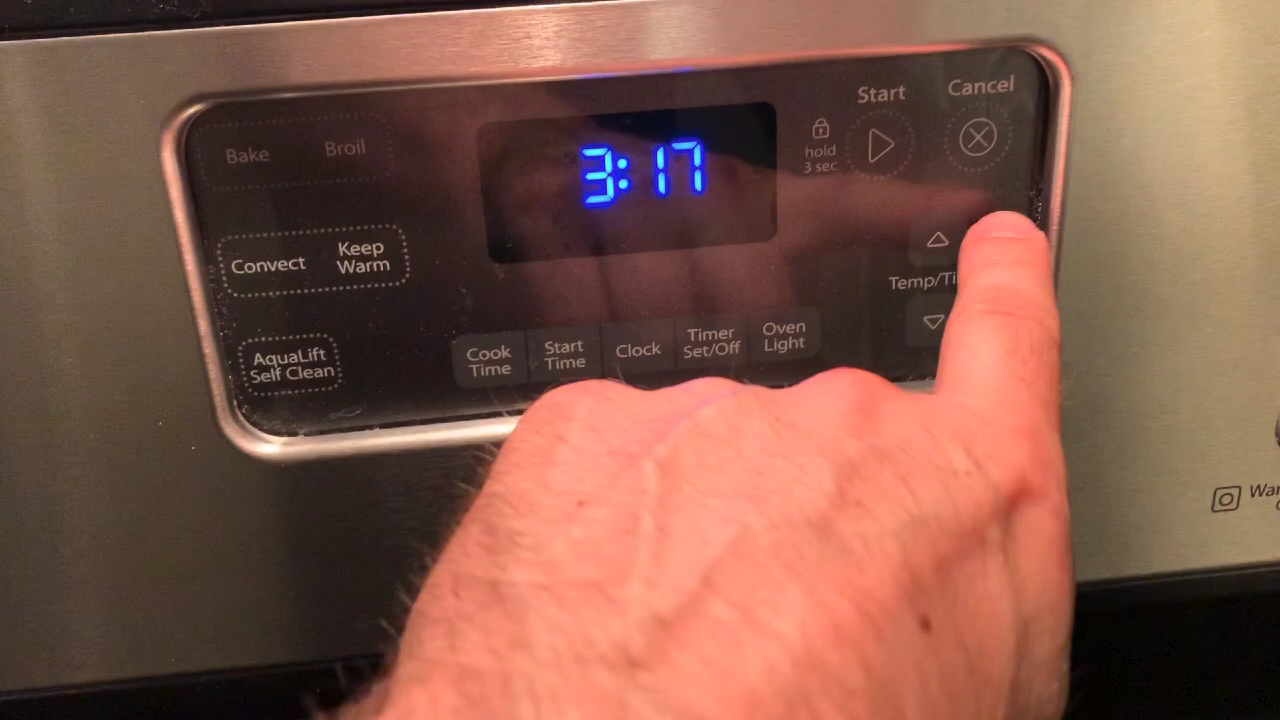 Start
Cancel
Bake
Broil
3:17
hold
3 sec
Convect
Keep
Warm
Temp/Ti
AquaLift
Self Clean
Cook
Time
Start
Time
Clock
Timer
Set/Off
Oven
Light